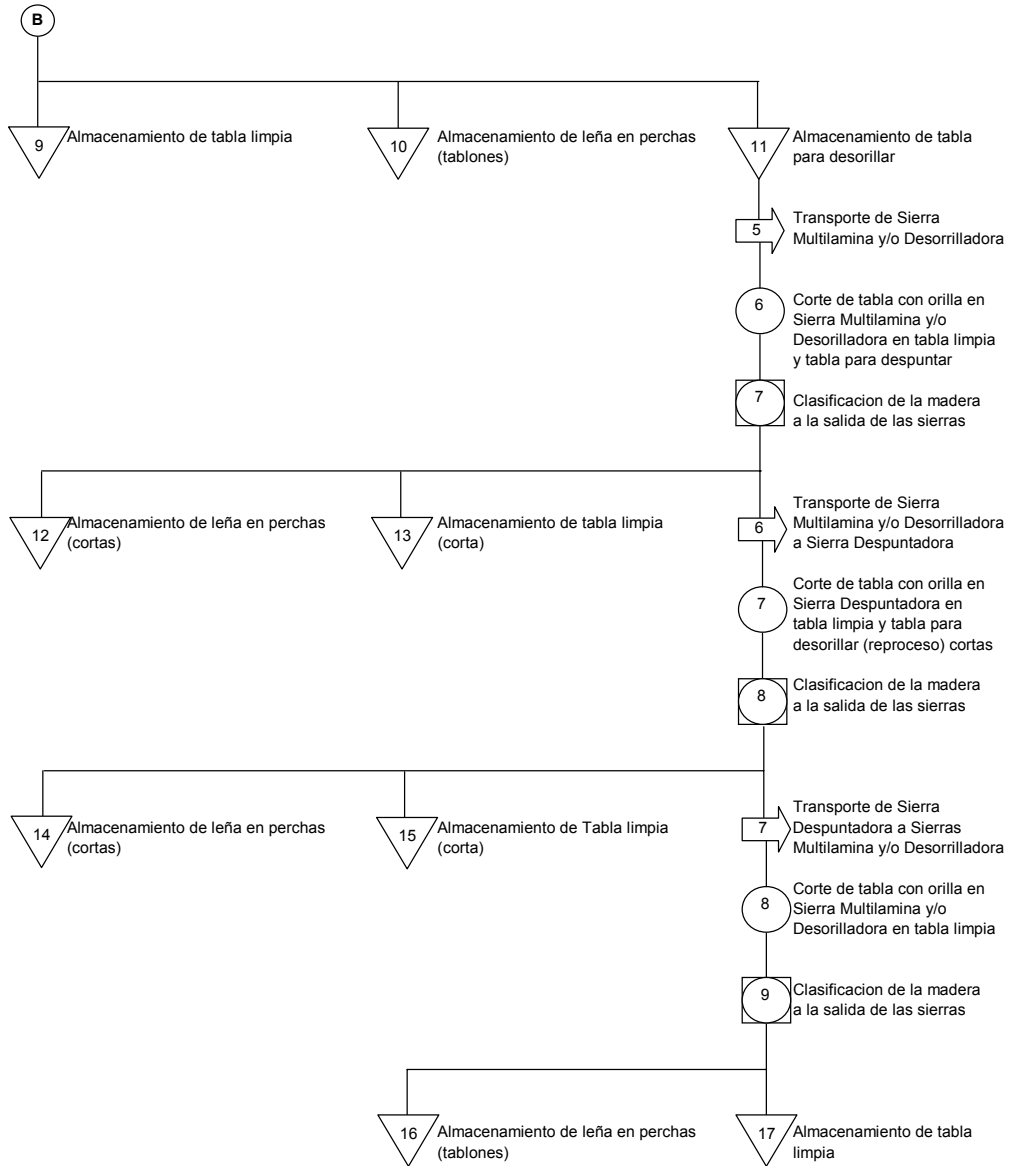 B
9
Almacenamiento de tabla limpia
10
Almacenamiento de leña en perchas
(tablones)
11
Almacenamiento de tabla
para desorillar
5
Transporte de Sierra
Multilamina y/o Desorrilladora
6
Corte de tabla con orilla en
Sierra Multilamina y/o
Desorilladora en tabla limpia
y tabla para despuntar
7
Clasificacion de la madera
a la salida de las sierras
12
Almacenamiento de leña en perchas
(cortas)
13
Almacenamiento de tabla limpia
(corta)
6
Transporte de Sierra
Multilamina y/o Desorrilladora
a Sierra Despuntadora
7
Corte de tabla con orilla en
Sierra Despuntadora en
tabla limpia y tabla para
desorillar (reproceso) cortas
8
Clasificacion de la madera
a la salida de las sierras
14
Almacenamiento de leña en perchas
(cortas)
15
Almacenamiento de Tabla limpia
(corta)
7
Transporte de Sierra
Despuntadora a Sierras
Multilamina y/o Desorrilladora
8
Corte de tabla con orilla en
Sierra Multilamina y/o
Desorilladora en tabla limpia
9
Clasificacion de la madera
a la salida de las sierras
16
Almacenamiento de leña en perchas
(tablones)
17
Almacenamiento de tabla
limpia